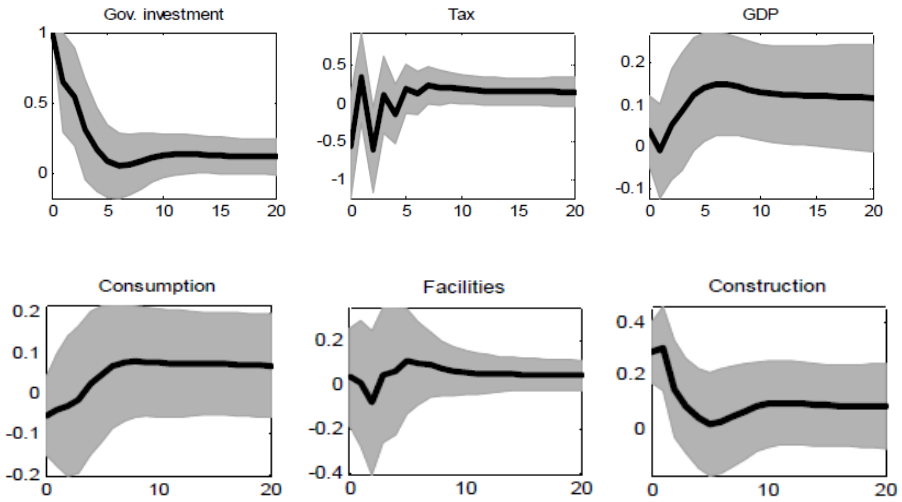 Gov. investment Tax GDP
1 0.5 0
0 5 10 15 20
0.5 0 -0.5 -1
0 5 10 15 20
0.2 0.1 0 -0.1
0 5 10 15 20
Consumption Facilities Construction
0.2 0.1 0 -0.1 -0.2
0 10 20
0.2 0 -0.2 -0.4
0 10 20
0.4 0.2 0
0 10 20